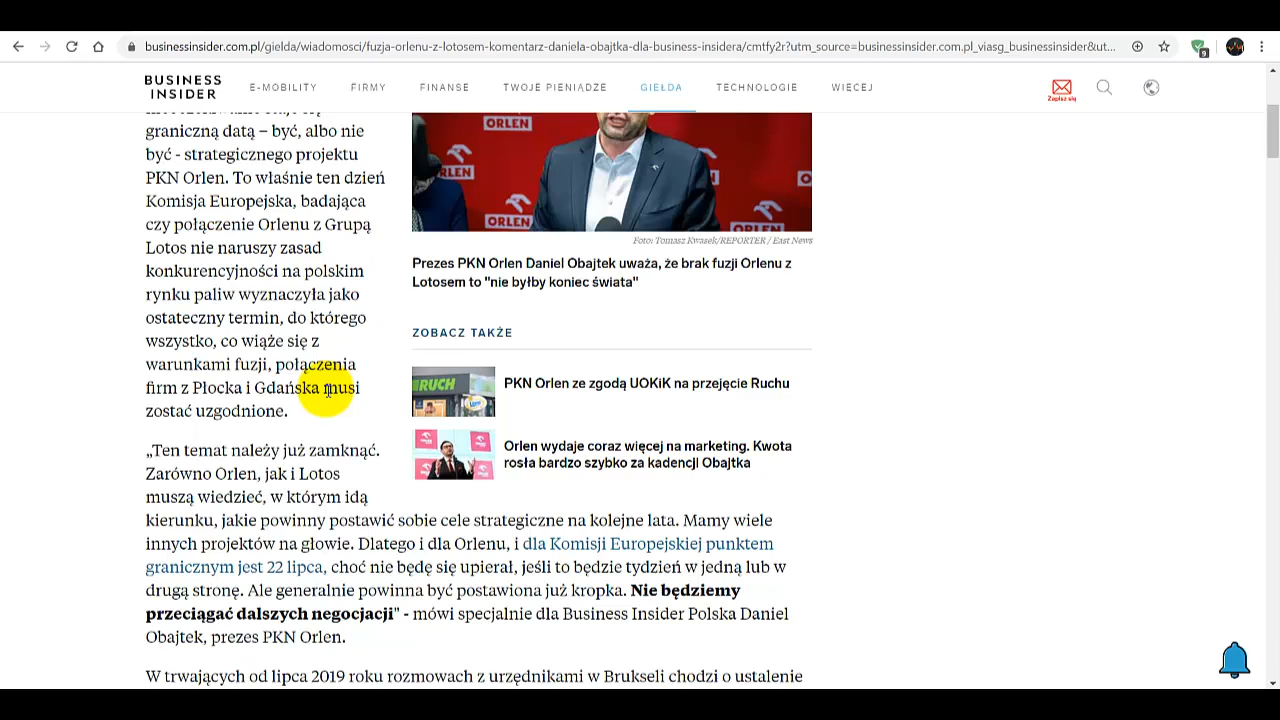 businessinsider.com.pl/gielda/wiadomosci/fuzja-orlenu-z-lotosem-komentarz-daniela-obajtka-dla-business-insidera/cmtfy2r?utm_source=businessinsider.com.pl_viasg_businessinsider&ut...
9
BUSINESS
INSIDER
E-MOBILITY
FIRMY
FINANSE
TWOJE PIENIĄDZE
GIEŁDA
TECHNOLOGIE
WIĘCEJ
Zapisz się
graniczną datą – być, albo nie
być - strategicznego projektu
PKN Orlen. To właśnie ten dzień
Komisja Europejska, badająca
czy połączenie Orlenu z Grupą
Lotos nie naruszy zasad
konkurencyjności na polskim
rynku paliw wyznaczyła jako
ostateczny termin, do którego
wszystko, co wiąże się z
warunkami fuzji, połączenia
firm z Płocka i Gdańska musi
zostać uzgodnione.
ORLEN
ORLEN
ORLEN
ORLEN
ORLEN
Foto: Tomasz Kwasek/REPORTER / East News
Prezes PKN Orlen Daniel Obajtek uważa, że brak fuzji Orlenu z
Lotosem to "nie byłby koniec świata"
ZOBACZ TAKŻE
RUCH
PKN Orlen ze zgodą UOKiK na przejęcie Ruchu
Orlen wydaje coraz więcej na marketing. Kwota
rosła bardzo szybko za kadencji Obajtka
„Ten temat należy już zamknąć.
Zarówno Orlen, jak i Lotos
muszą wiedzieć, w którym idą
kierunku, jakie powinny postawić sobie cele strategiczne na kolejne lata. Mamy wiele
innych projektów na głowie. Dlatego i dla Orlenu, i dla Komisji Europejskiej punktem
granicznym jest 22 lipca, choć nie będę się upierał, jeśli to będzie tydzień w jedną lub w
drugą stronę. Ale generalnie powinna być postawiona już kropka. Nie będziemy
przeciągać dalszych negocjacji" - mówi specjalnie dla Business Insider Polska Daniel
Obajtek, prezes PKN Orlen.
W trwających od lipca 2019 roku rozmowach z urzędnikami w Brukseli chodzi o ustalenie